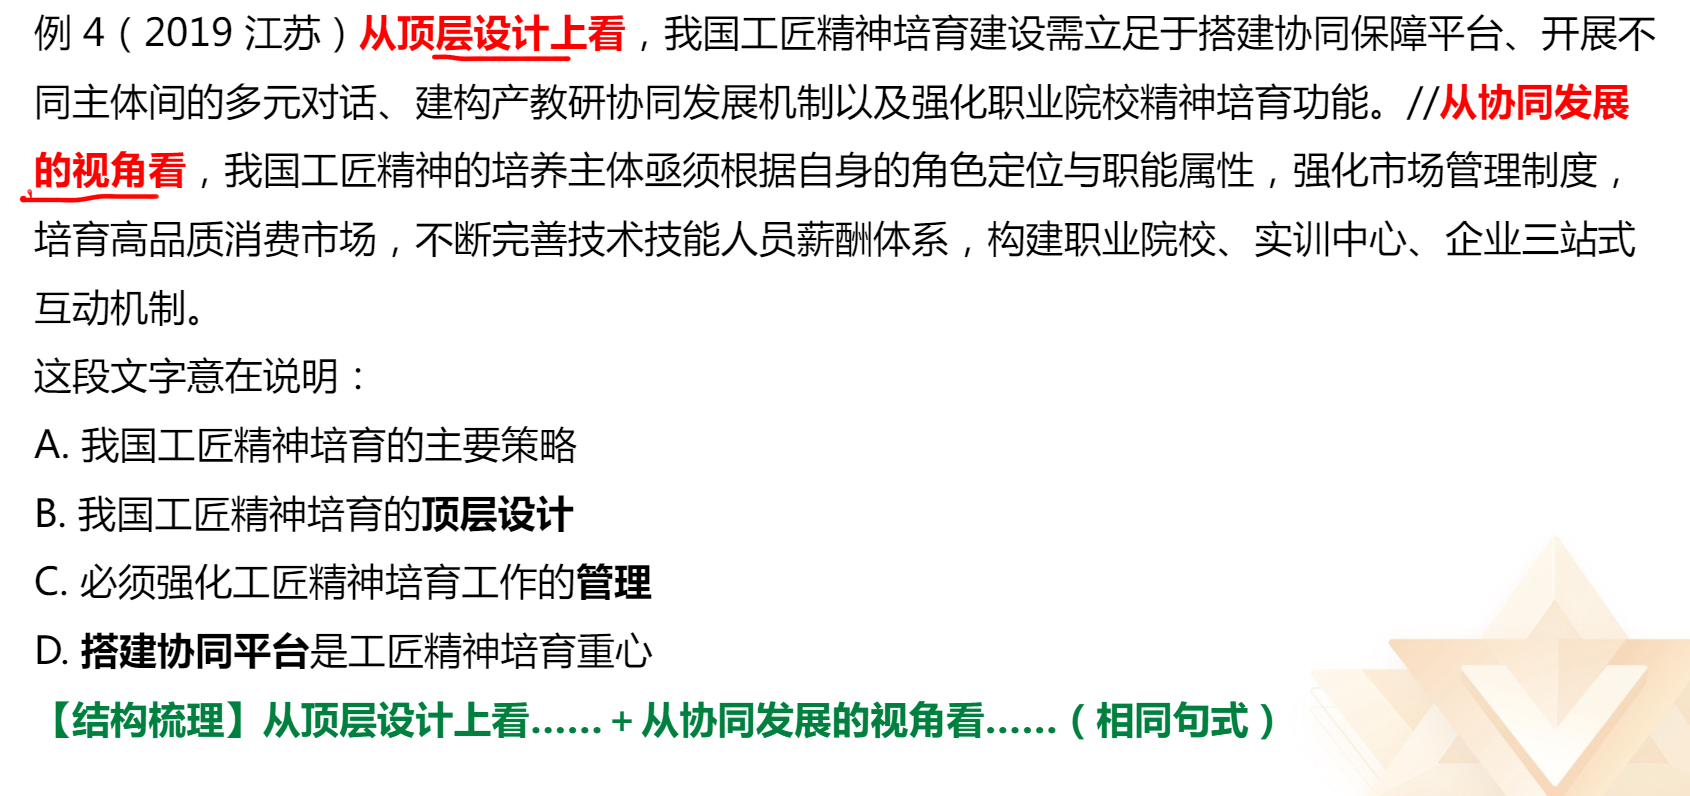 例 4（2019 江苏）从顶层设计上看，我国工匠精神培育建设需立足于搭建协同保障平台、开展不
同主体间的多元对话、建构产教研协同发展机制以及强化职业院校精神培育功能。//从协同发展
的视角看，我国工匠精神的培养主体亟须根据自身的角色定位与职能属性，强化市场管理制度，
培育高品质消费市场，不断完善技术技能人员薪酬体系，构建职业院校、实训中心、企业三站式
互动机制。
这段文字意在说明：
A. 我国工匠精神培育的主要策略
B. 我国工匠精神培育的顶层设计
C. 必须强化工匠精神培育工作的管理
D. 搭建协同平台是工匠精神培育重心
【结构梳理】从顶层设计上看……＋从协同发展的视角看……（相同句式）